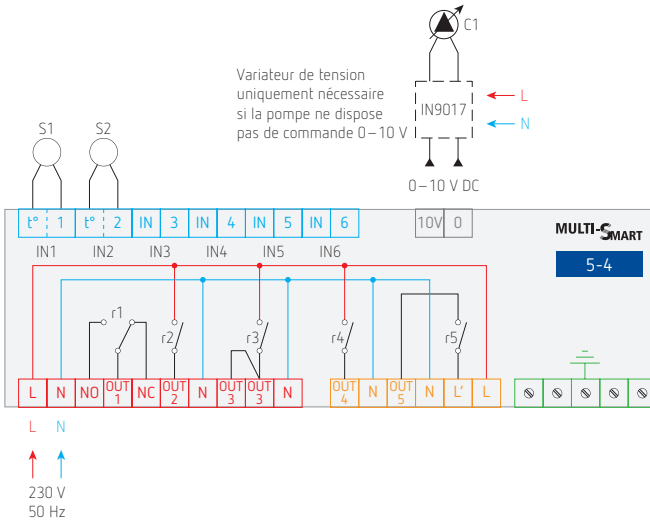 C1
Variateur de tension
uniquement nécessaire
si la pompe ne dispose
pas de commande 0–10 V
IN9017
L
N
0–10 V DC
S1 S2
t° 1 t° 2 IN 3 IN 4 IN 5 IN 6 10V 0
IN1 IN2 IN3 IN4 IN5 IN6
MULTI-SMART
5-4
r1 r2 r3 r4 r5
L N NO OUT 1 NC OUT 2 N OUT 3 OUT 3 N OUT 4 N OUT 5 N L' L
L N
230 V
50 Hz